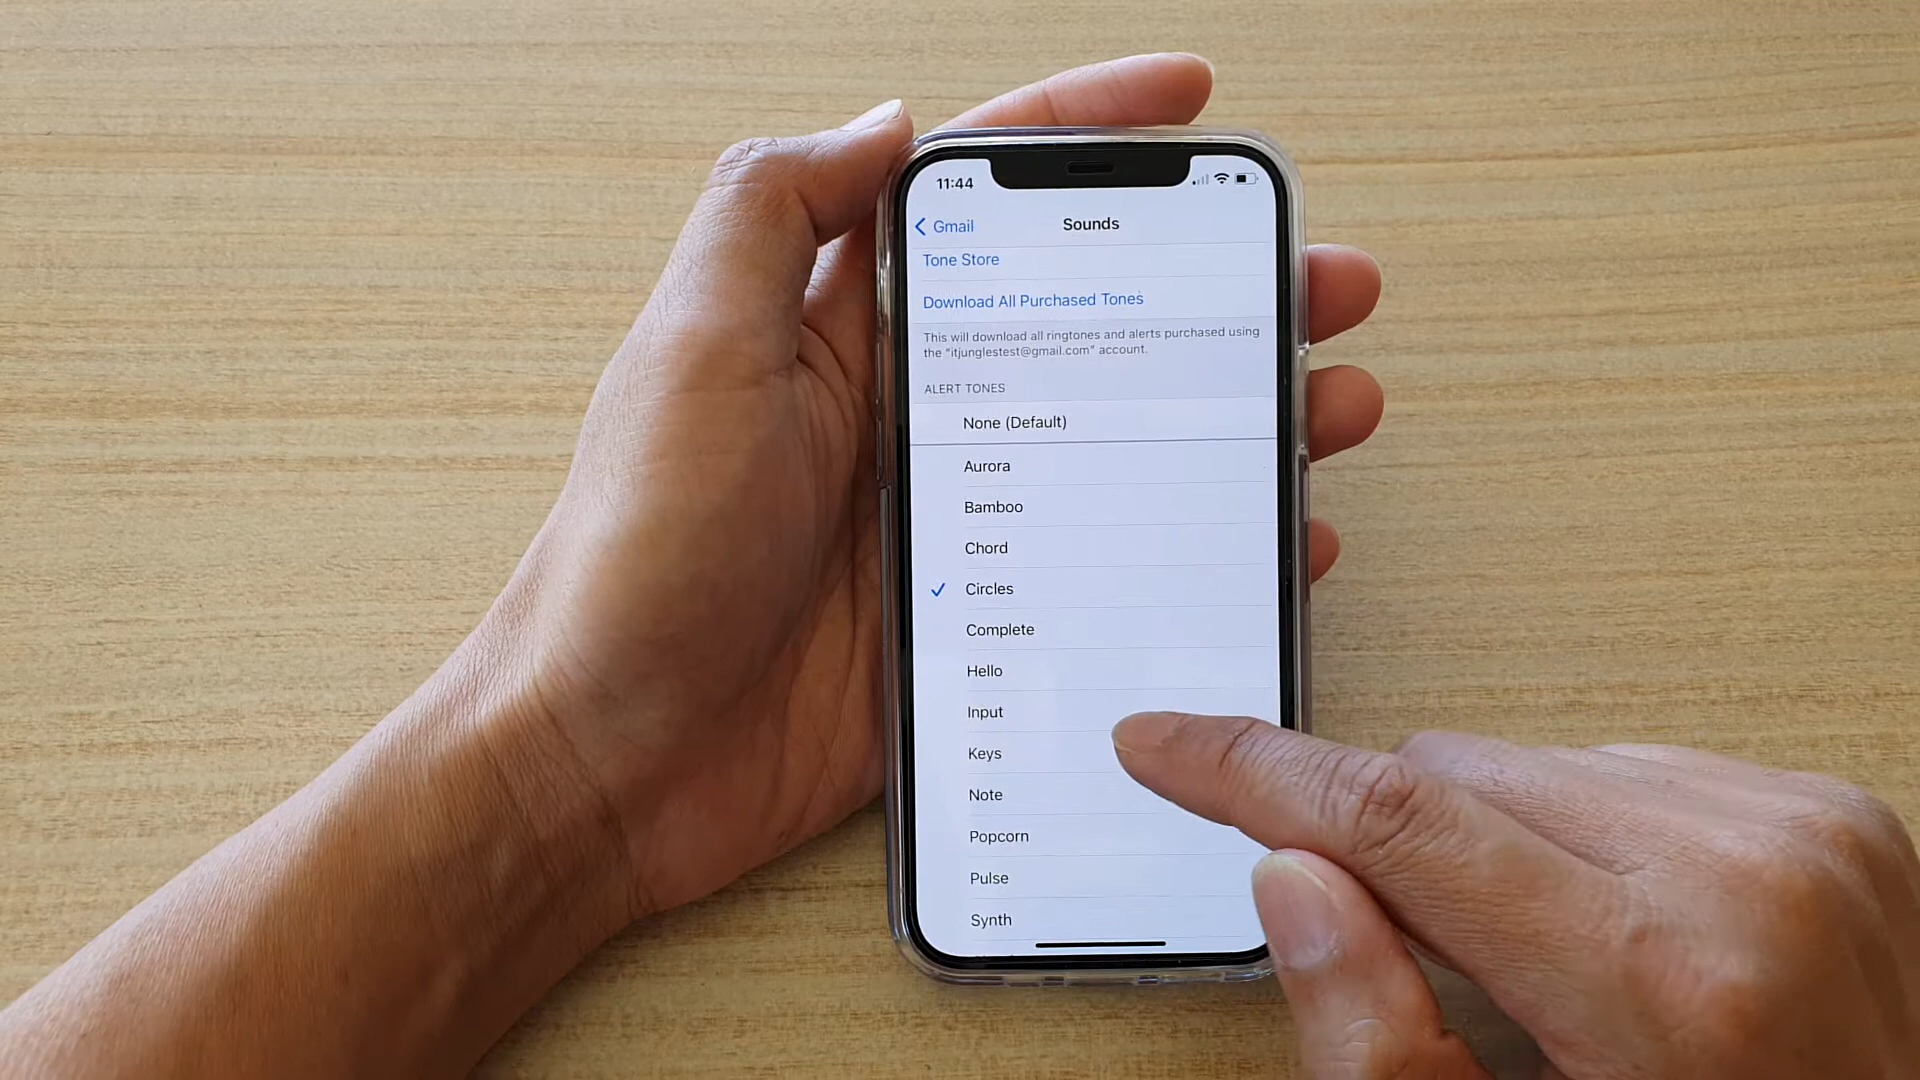 11:44
Gmail
Sounds
Tone Store
Download All Purchased Tones
This will download all ringtones and alerts purchased using
the "itjunglestest@gmail.com" account.
ALERT TONES
None (Default)
Aurora
Bamboo
Chord
Circles
Complete
Hello
Input
Keys
Note
Popcorn
Pulse
Synth